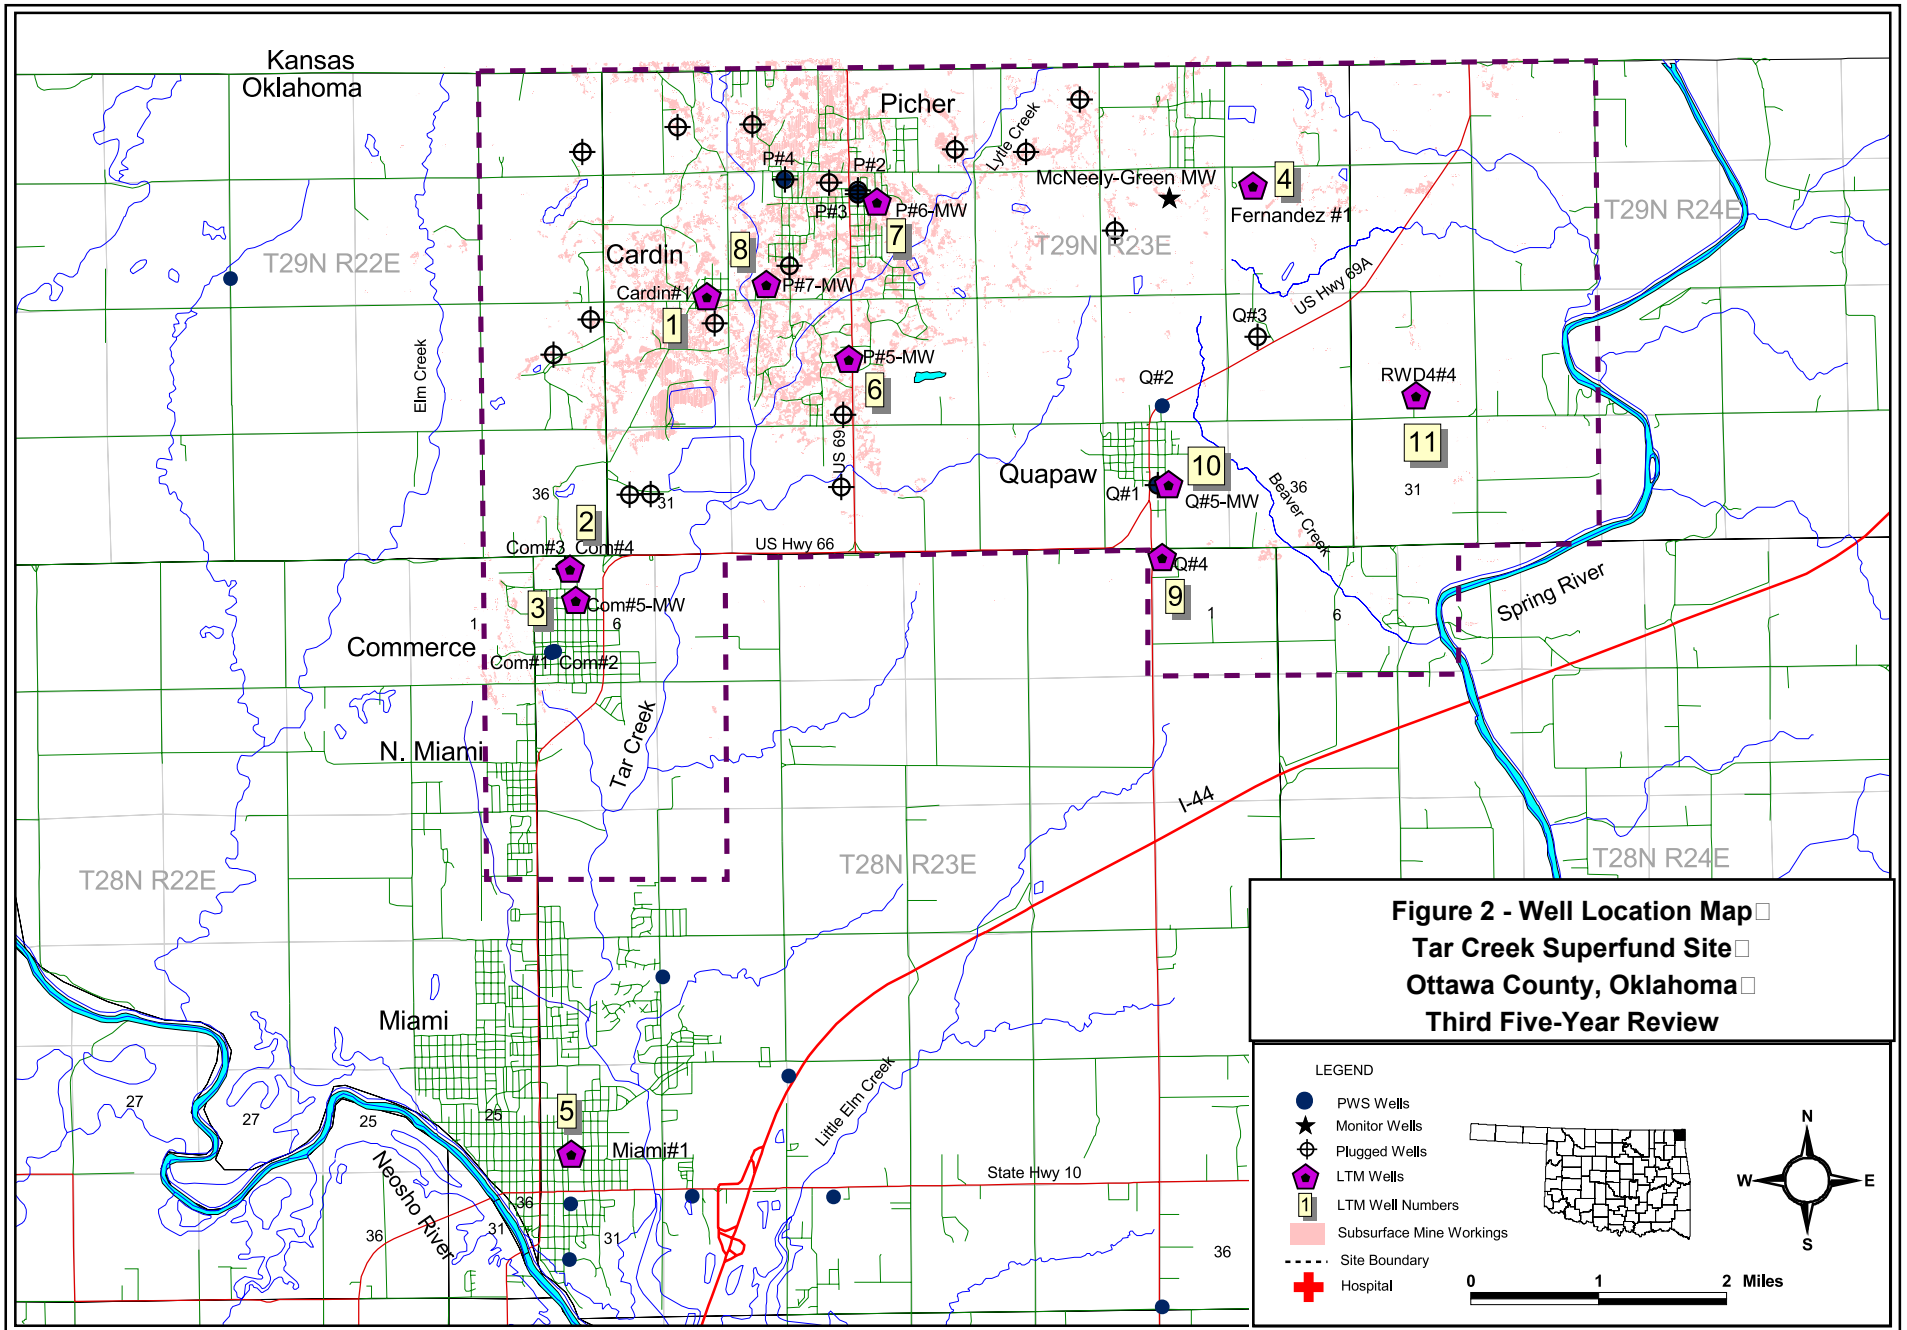 Kansas
Oklahoma
Picher
Lytle Creek
P#4
P#2
McNeely-Green MW
4
P#3
P#6-MW
Fernandez #1
T29N R24E
7
8
T29N R22E
Cardin
T29N R23E
Cardin#1
P#7-MW
US Hwy 69A
1
Q#3
Elm Creek
P#5-MW
6
Q#2
RWD4#4
US 69
11
Quapaw
10
36
31
Q#1
Q#5-MW
36
31
Beaver Creek
2
Com#3
Com#4
US Hwy 66
Q#4
3
Com#5-MW
9
Spring River
1
6
1
6
Commerce
Com#1
Com#2
Tar Creek
N. Miami
I-44
T28N R22E
T28N R23E
T28N R24E
Figure 2 - Well Location Map
Tar Creek Superfund Site
Ottawa County, Oklahoma
Third Five-Year Review
Miami
Little Elm Creek
27
27
25
25
5
Miami#1
Neosho River
State Hwy 10
36
31
36
31
36
LEGEND
PWS Wells
Monitor Wells
Plugged Wells
LTM Wells
1
LTM Well Numbers
Subsurface Mine Workings
Site Boundary
Hospital
N
W
E
S
0 1 2 Miles